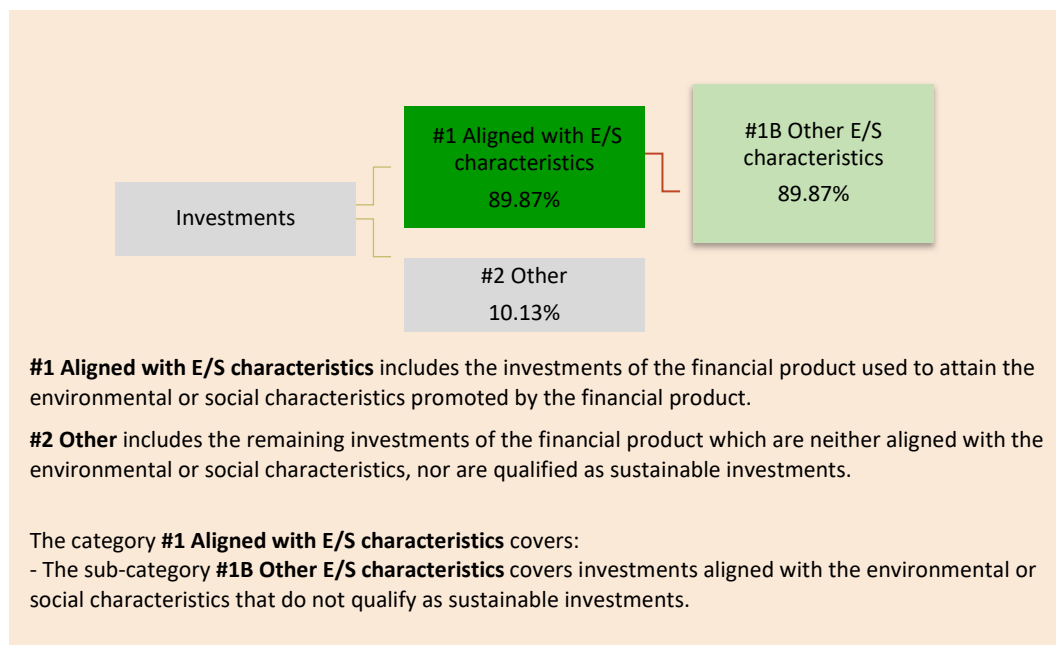 #1 Aligned with E/S
characteristics
89.87%
#1B Other E/S
characteristics
89.87%
Investments
#2 Other
10.13%
#1 Aligned with E/S characteristics includes the investments of the financial product used to attain the
environmental or social characteristics promoted by the financial product.
#2 Other includes the remaining investments of the financial product which are neither aligned with the
environmental or social characteristics, nor are qualified as sustainable investments.
The category #1 Aligned with E/S characteristics covers:
- The sub-category #1B Other E/S characteristics covers investments aligned with the environmental or
social characteristics that do not qualify as sustainable investments.